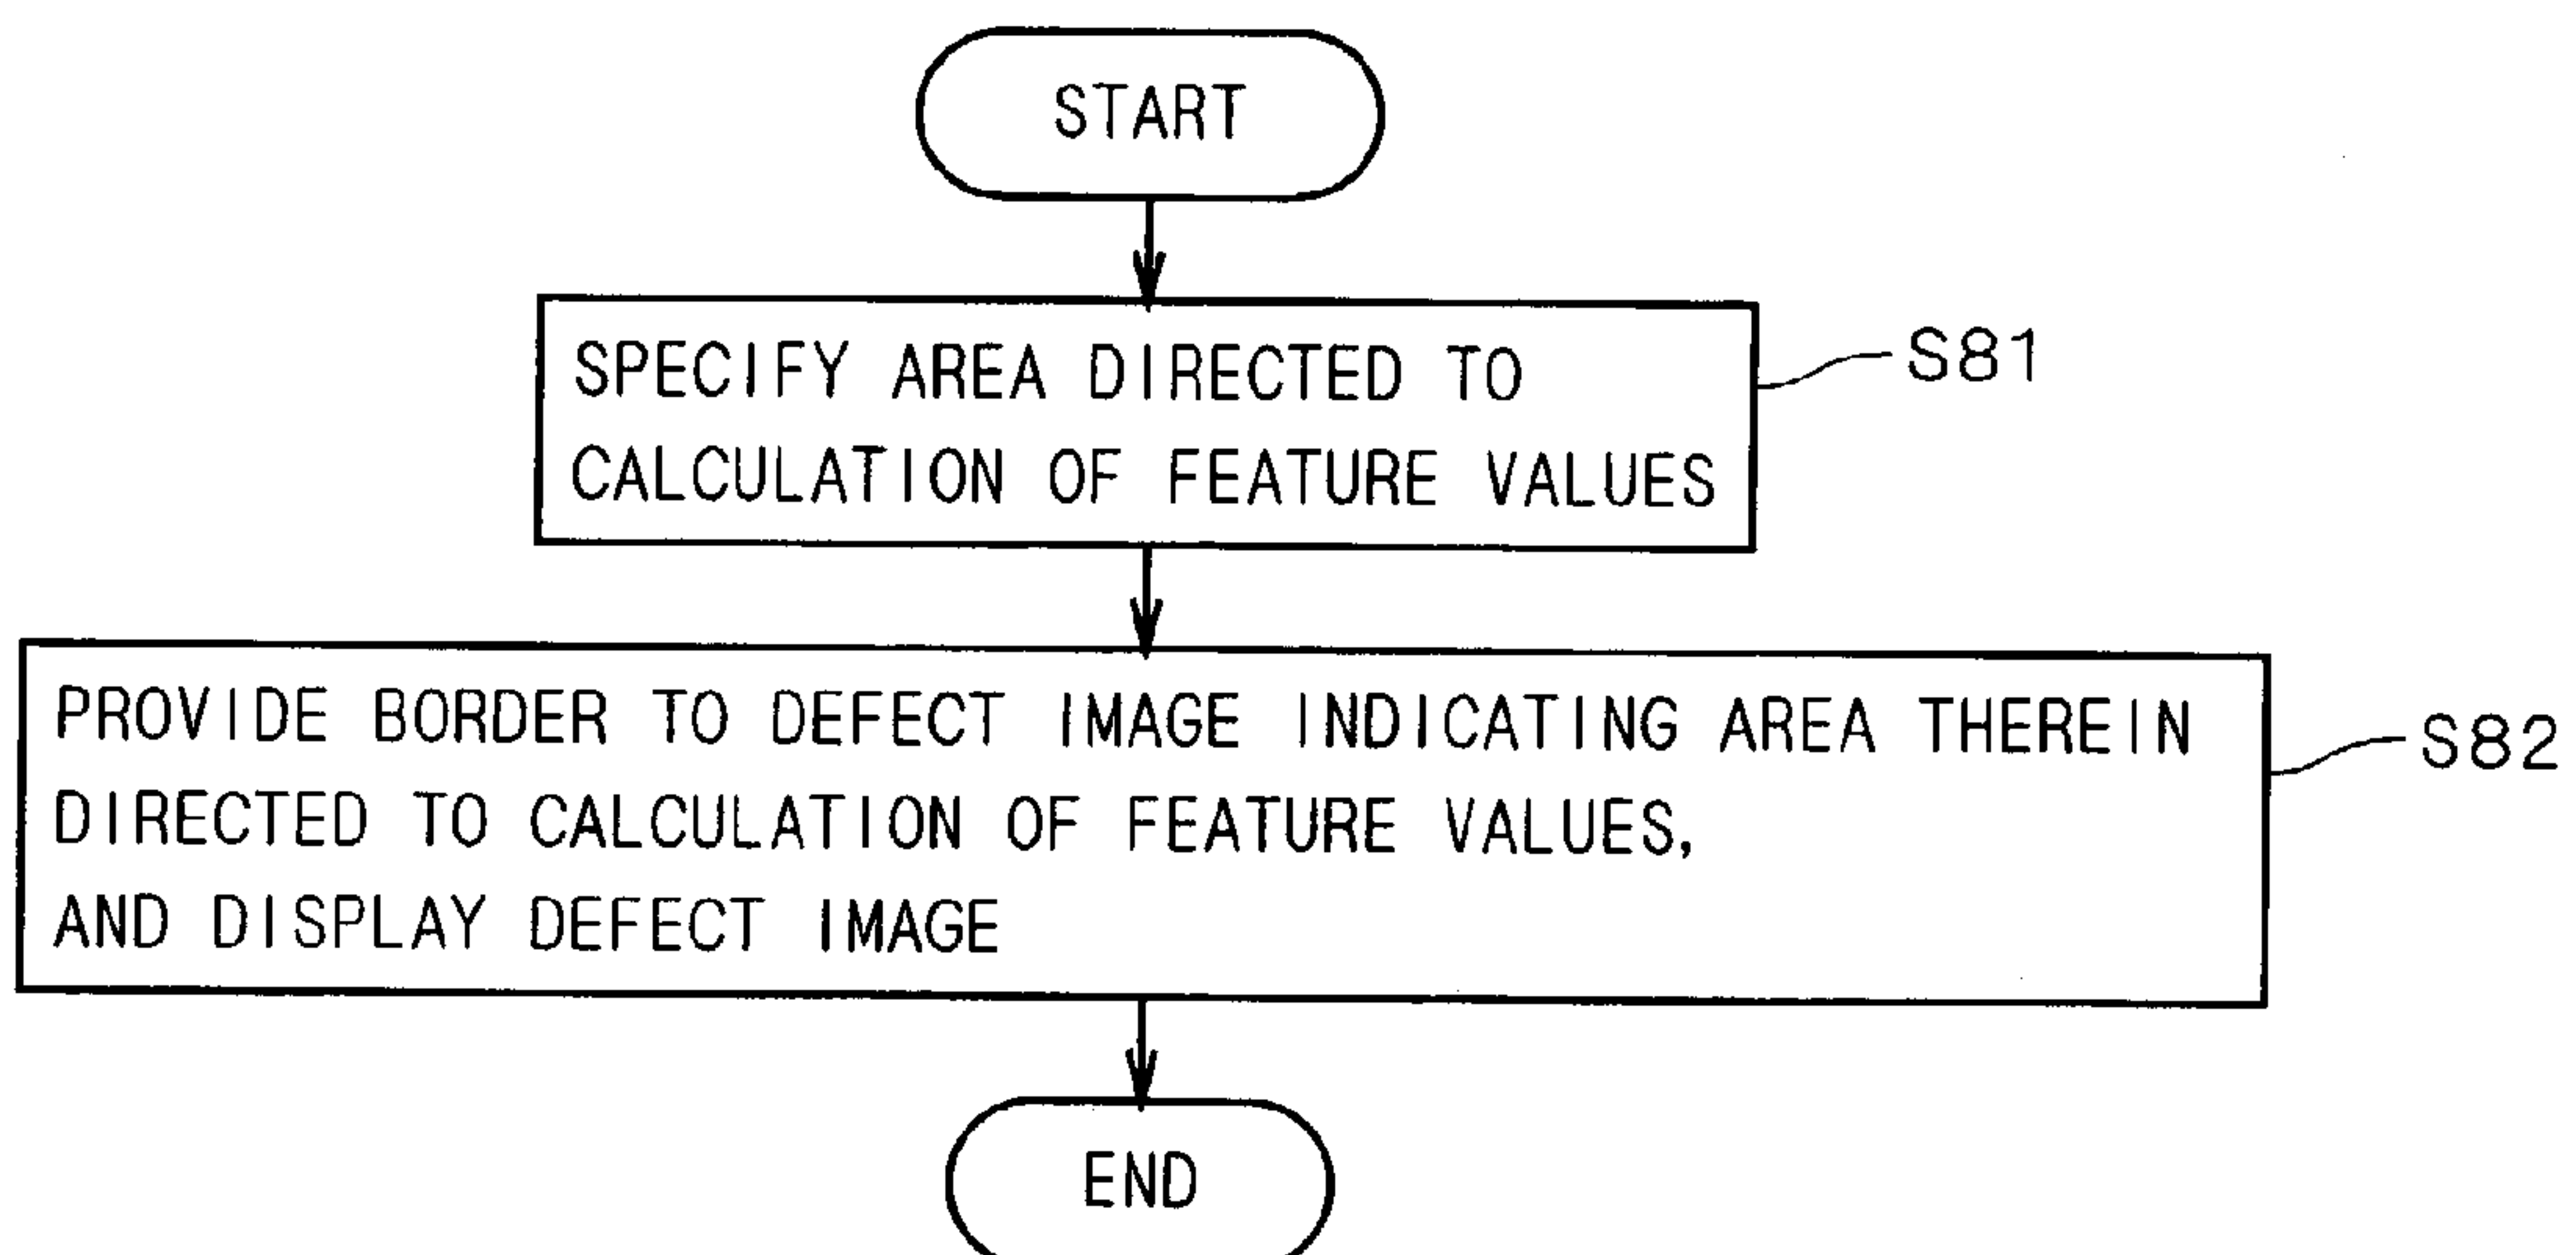 START
SPECIFY AREA DIRECTED TO
CALCULATION OF FEATURE VALUES
S81
PROVIDE BORDER TO DEFECT IMAGE INDICATING AREA THEREIN
DIRECTED TO CALCULATION OF FEATURE VALUES,
AND DISPLAY DEFECT IMAGE
S82
END